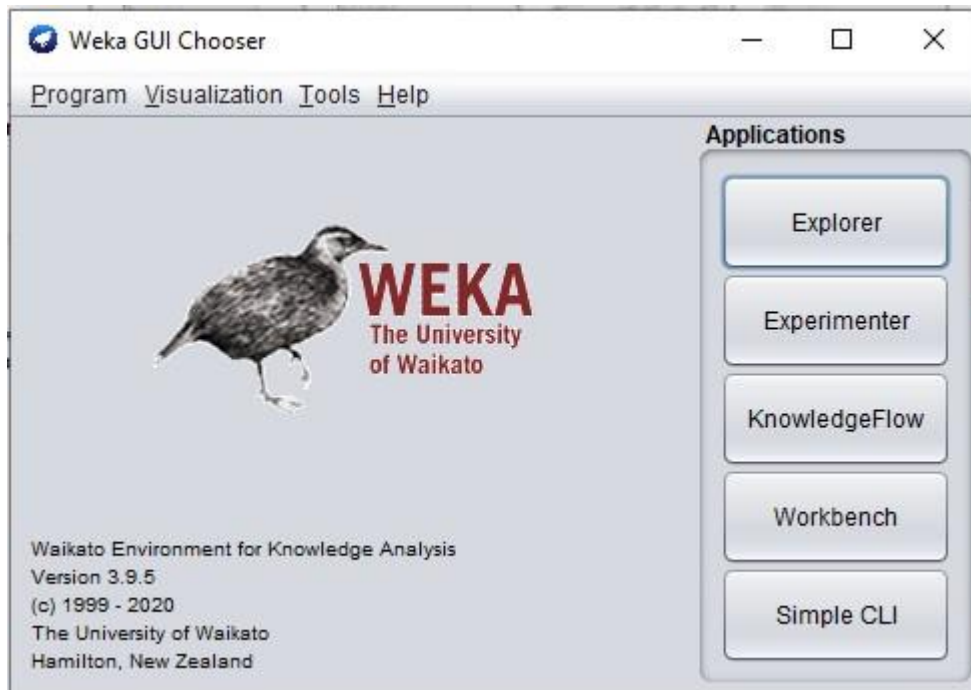 Weka GUI Chooser
Program Visualization Tools Help
Applications
Explorer
Experimenter
KnowledgeFlow
Workbench
Simple CLI
WEKA
The University
of Waikato
Waikato Environment for Knowledge Analysis
Version 3.9.5
(c) 1999 - 2020
The University of Waikato
Hamilton, New Zealand